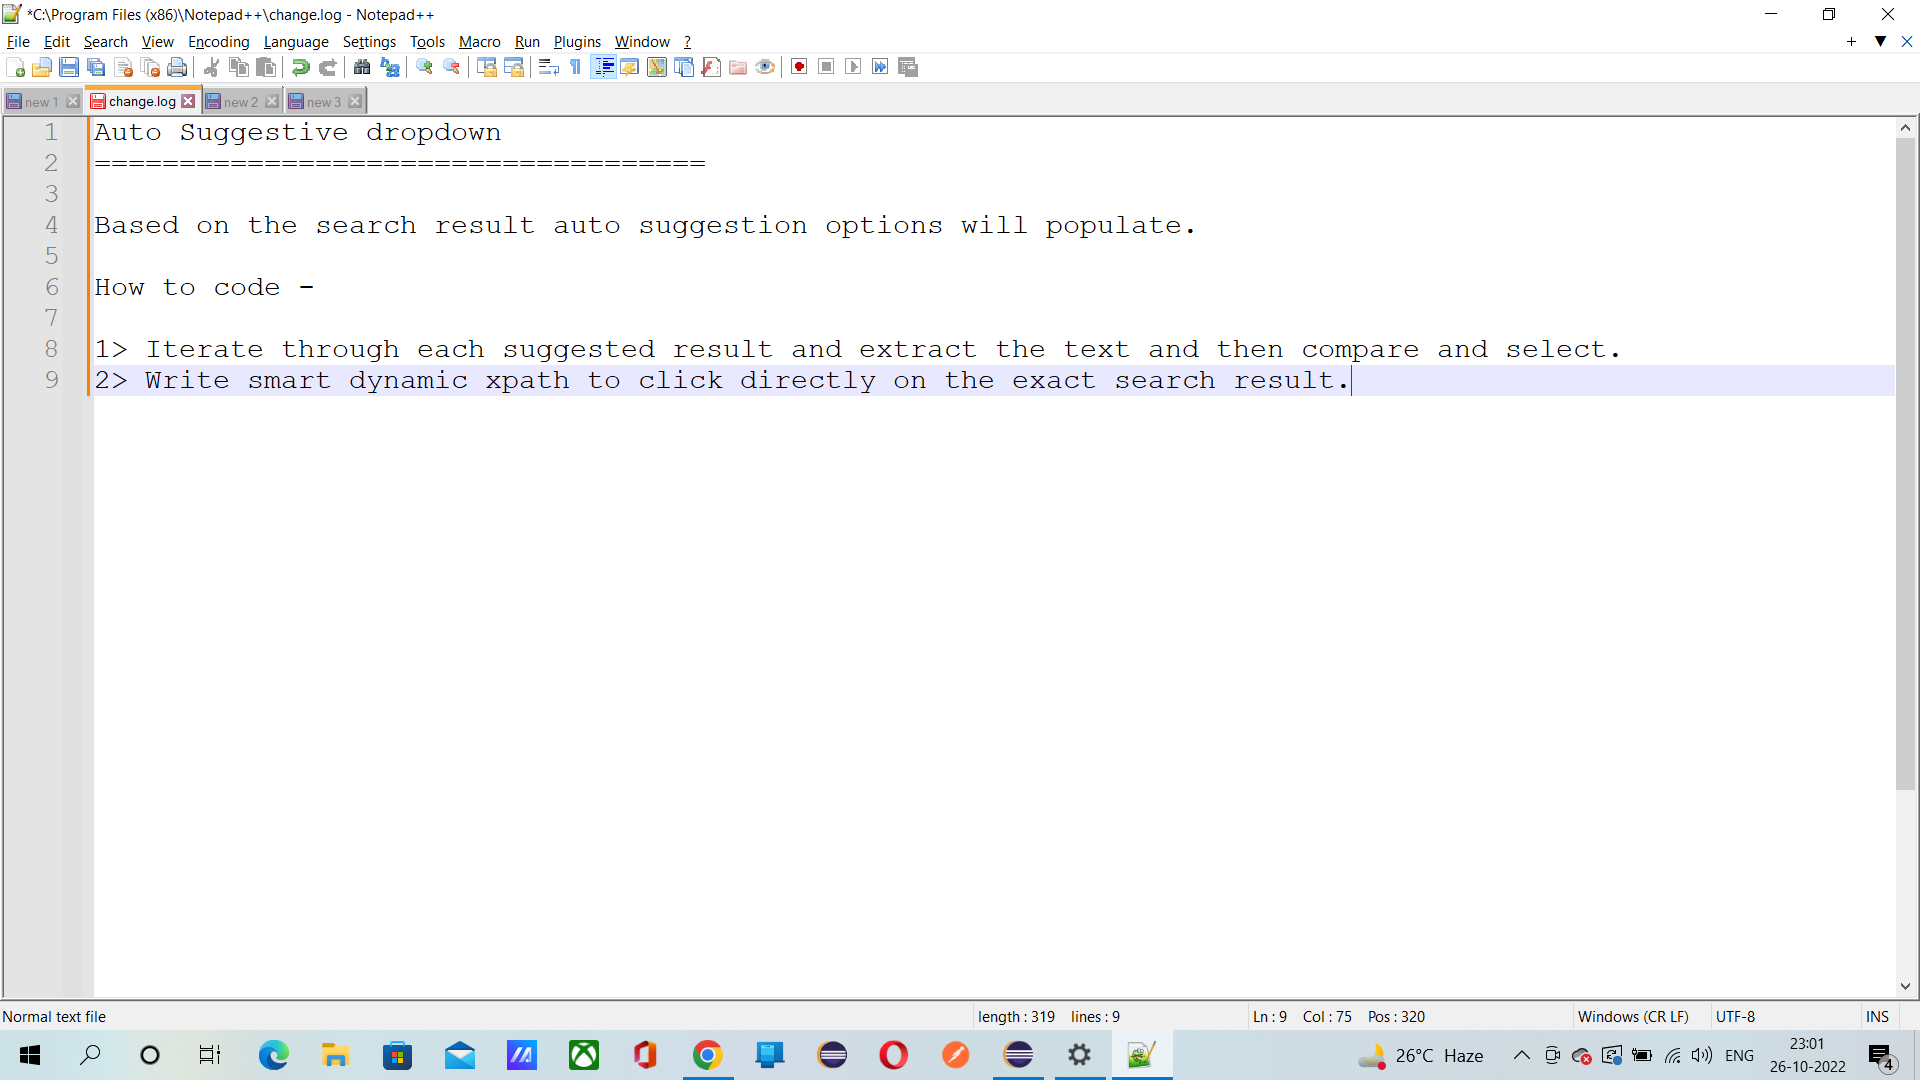 *C:\Program Files (x86)\Notepad++\change.log - Notepad++
File Edit Search View Encoding Language Settings Tools Macro Run Plugins Window ?
new 1 change.log new 2 new 3
1 Auto Suggestive dropdown
2 ====================================
3
4 Based on the search result auto suggestion options will populate.
5
6 How to code -
7
8 1> Iterate through each suggested result and extract the text and then compare and select.
9 2> Write smart dynamic xpath to click directly on the exact search result.
Normal text file length : 319 lines : 9 Ln : 9 Col : 75 Pos : 320 Windows (CR LF) UTF-8 INS
26°C Haze ENG 23:01
26-10-2022 4